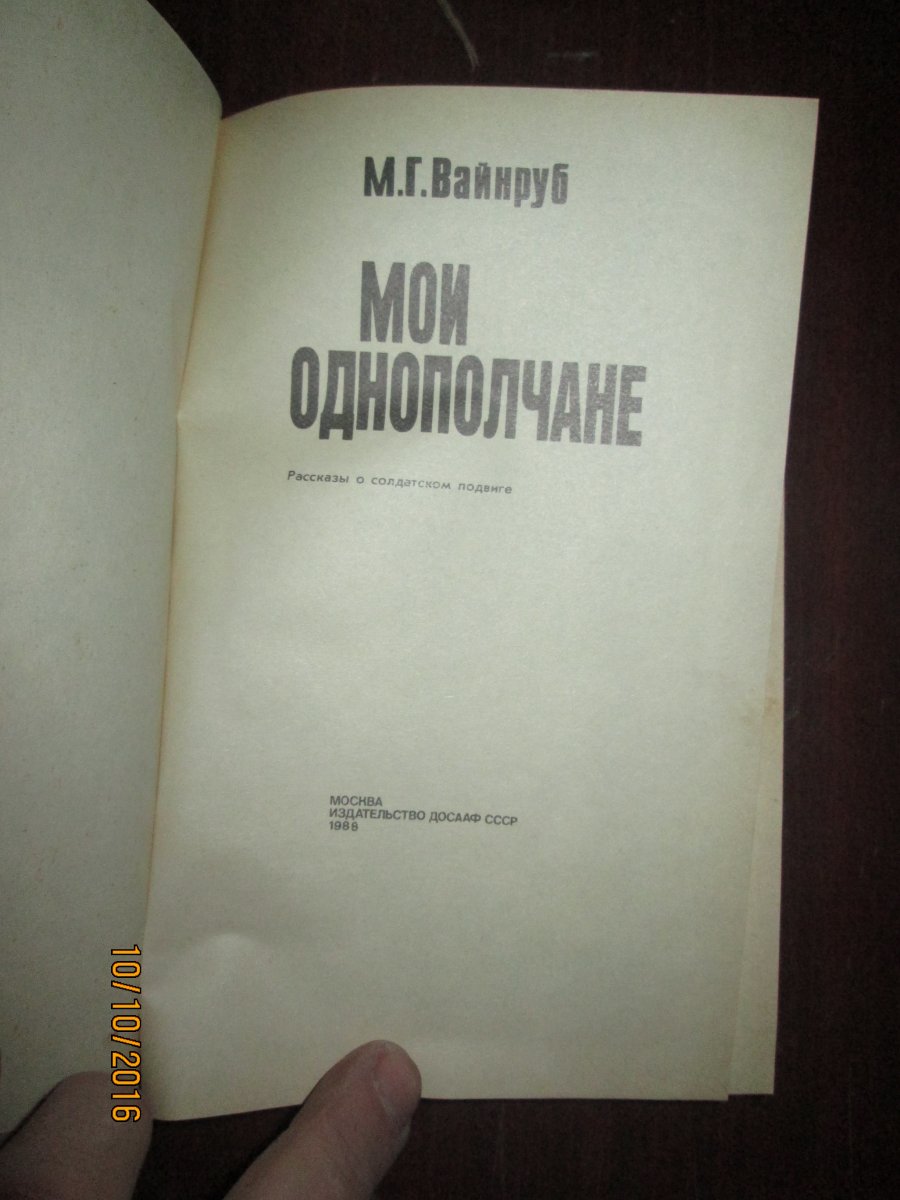 М.Г.Вайнруб
МОИ
ОДНОПОЛЧАНЕ
Рассказы о солдатском подвиге
МОСКВА
ИЗДАТЕЛЬСТВО ДОСААФ СССР
1988
10/10/2016